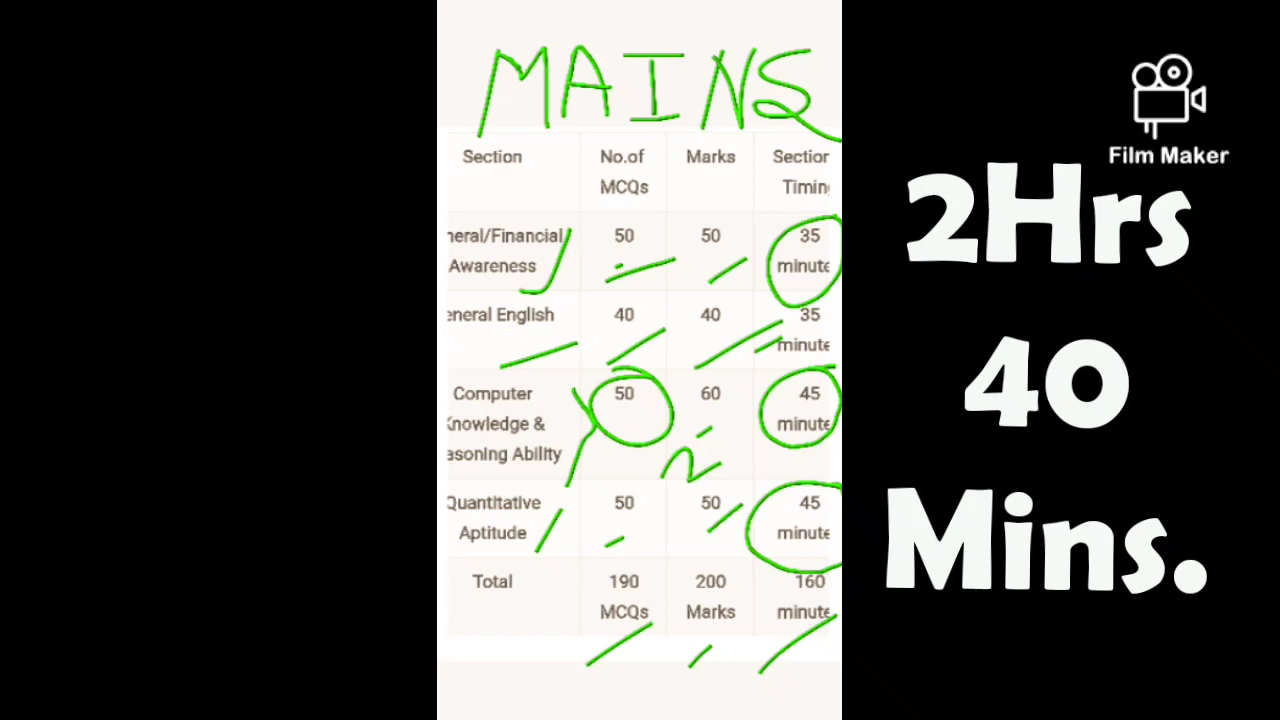 MAINS
Section No.of Marks Section
MCQs Timing
neral/Financial 50 50 35
Awareness minute
eneral English 40 40 35
minute
Computer 50 60 45
Knowledge & minute
asoning Ability
Quantitative 50 50 45
Aptitude minute
Total 190 200 160
MCQs Marks minute
Film Maker
2Hrs
40
Mins.